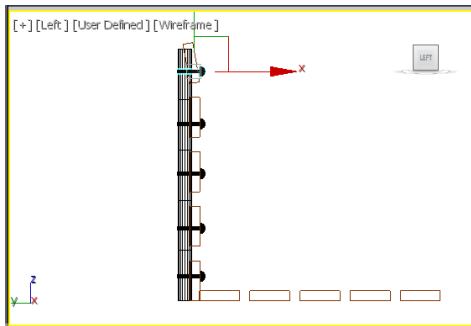 [+] [Left] [User Defined] [Wireframe]
LEFT
x
z
y x